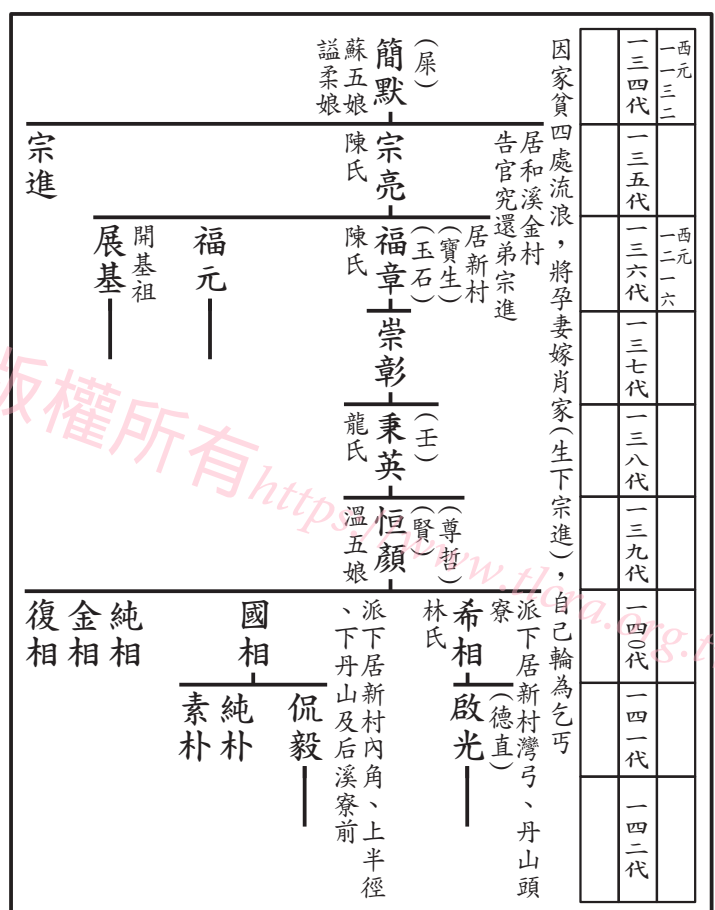 西元
一一三二
一三四代
一三五代
西元
一二一六
一三六代
一三七代
一三八代
一三九代
一四〇代
一四一代
一四二代
因家貧四處流浪，將孕妻嫁肖家(生下宗進)，自己輪為乞丐
(屎)
簡默
蘇五娘
謚柔娘
居和溪金村
告官究還弟宗進
宗亮
陳氏
宗進
居新村
(寶生)
(玉石)
福章
陳氏
福元
開基祖
展基
崇彰
(壬)
秉英
龍氏
(尊哲)
(賢)
恒顏
溫五娘
派下居新村灣弓、丹山頭
寮
希相
林氏
派下居新村內角、上半徑
、下丹山及后溪寮前
國相
純相
金相
復相
(德直)
啟光
侃毅
純朴
素朴
版權所有https://www.tlora.org.t